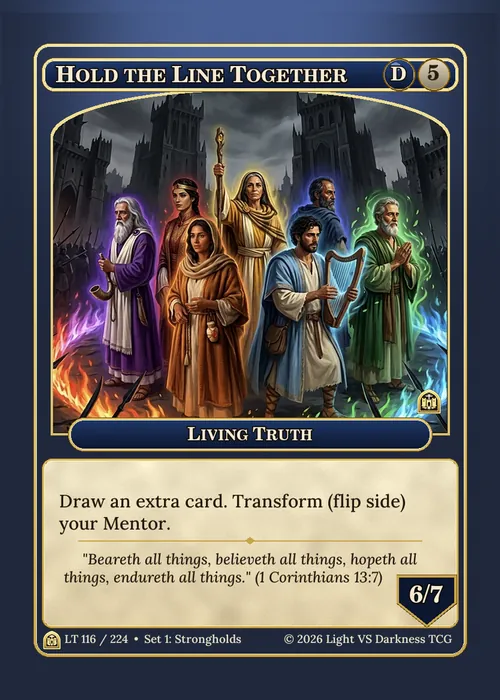 Hold the Line Together D 5
Living Truth
Draw an extra card. Transform (flip side)
your Mentor.
"Beareth all things, believeth all things, hopeth all
things, endureth all things." (1 Corinthians 13:7)
6/7
LT 116 / 224 • Set 1: Strongholds © 2026 Light VS Darkness TCG